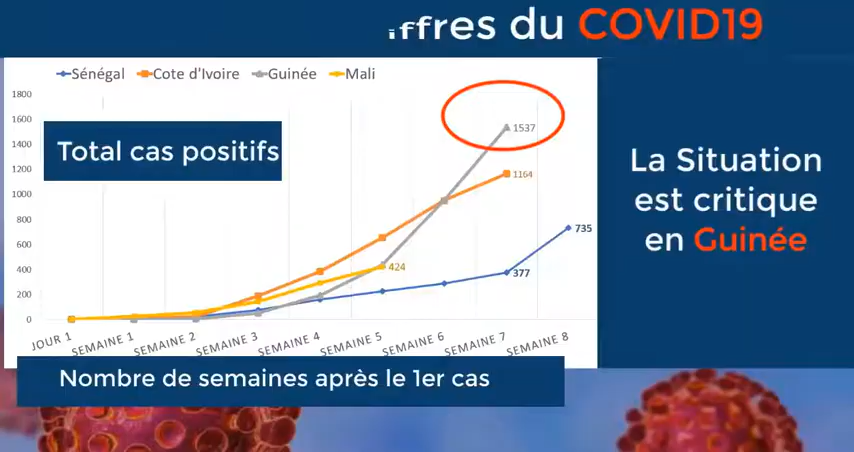 iffres du COVID19
Sénégal Cote d'Ivoire Guinée Mali
1800
1600
1400
1200
1000
800
600
400
200
0
Total cas positifs
1537
1164
735
424
377
La Situation
est critique
en Guinée
JOUR 1 SEMAINE 1 SEMAINE 2 SEMAINE 3 SEMAINE 4 SEMAINE 5 SEMAINE 6 SEMAINE 7 SEMAINE 8
Nombre de semaines après le 1er cas